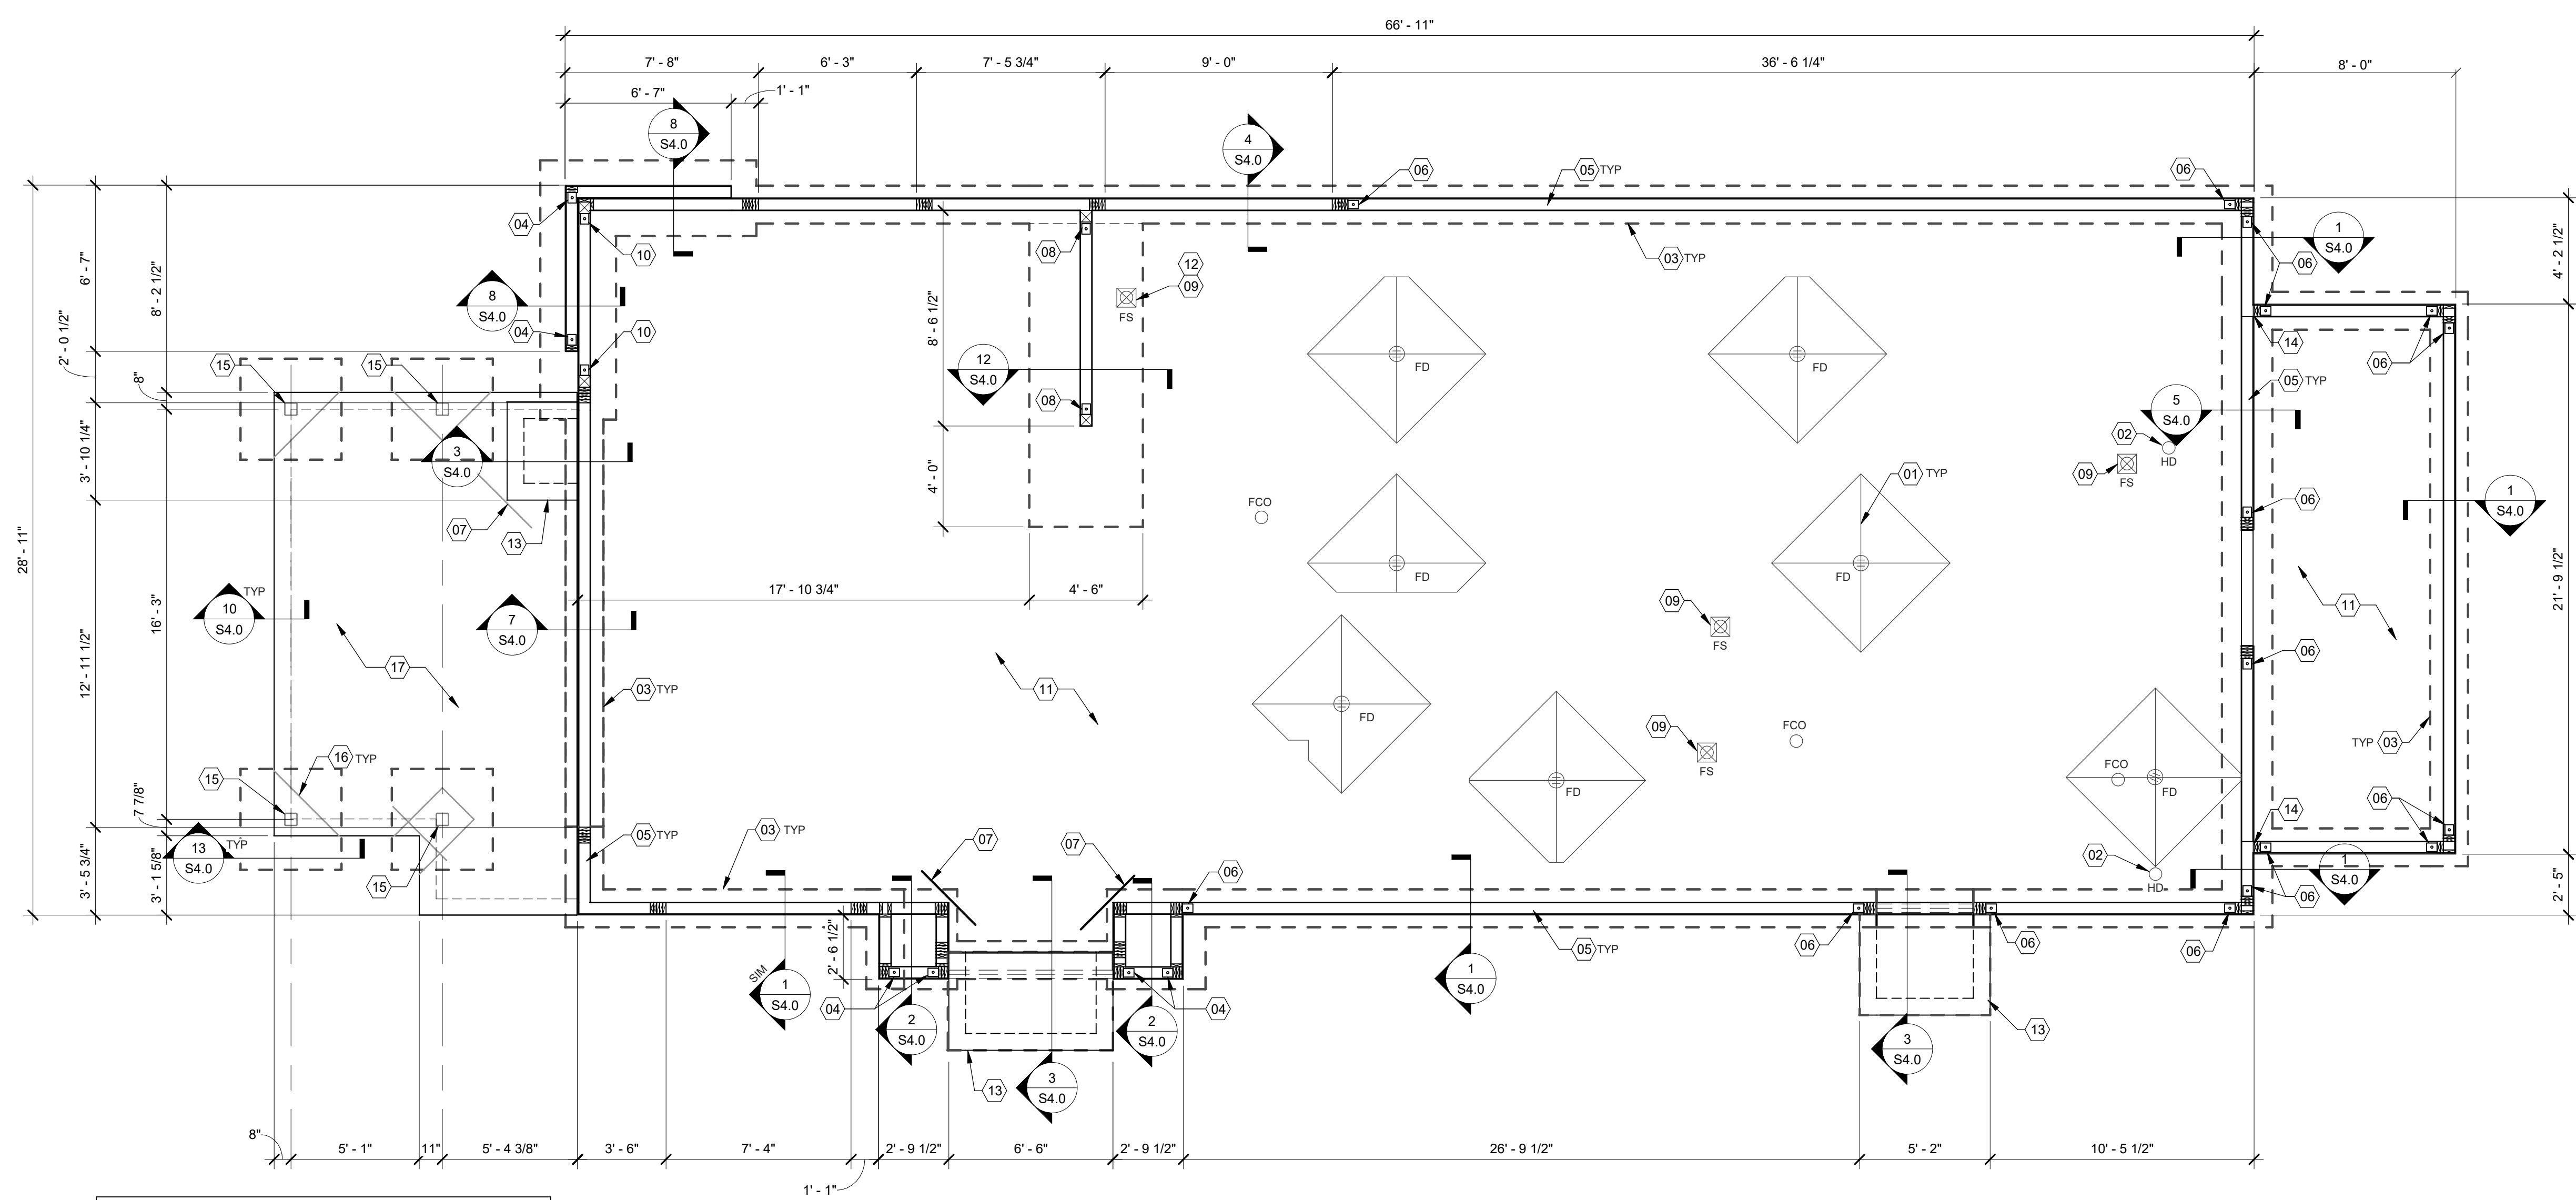 66' - 11"
7' - 8"
6' - 3"
7' - 5 3/4"
9' - 0"
36' - 6 1/4"
8' - 0"
6' - 7"
1' - 1"
8
S4.0
4
S4.0
06
05 TYP
06
04
10
08
12
09
FS
03 TYP
1
S4.0
06
4' - 2 1/2"
28' - 11"
6' - 7"
8' - 2 1/2"
2' - 0 1/2"
8"
8
S4.0
04
10
8' - 6 1/2"
12
S4.0
08
FD
FD
14
06
05 TYP
15
15
3' - 10 1/4"
3
S4.0
07
13
4' - 0"
FCO
FD
01 TYP
FD
5
S4.0
02
HD
09
FS
06
1
S4.0
21' - 9 1/2"
10
S4.0
TYP
7
S4.0
17' - 10 3/4"
4' - 6"
16' - 3"
12' - 11 1/2"
17
11
03 TYP
09
FS
11
06
FD
09
FS
FCO
FD
FCO
FD
TYP 03
16 TYP
15
7 7/8"
13
S4.0
TYP
15
3' - 5 3/4"
3' - 1 5/8"
05 TYP
03 TYP
07
07
06
02
HD
14
06
1
S4.0
06
2' - 5"
2' - 6 1/2"
SIM
1
S4.0
04
2
S4.0
3
S4.0
13
2
S4.0
04
1
S4.0
05 TYP
06
3
S4.0
06
13
06
8"
5' - 1"
11"
5' - 4 3/8"
3' - 6"
7' - 4"
1' - 1"
2' - 9 1/2"
6' - 6"
2' - 9 1/2"
26' - 9 1/2"
5' - 2"
10' - 5 1/2"